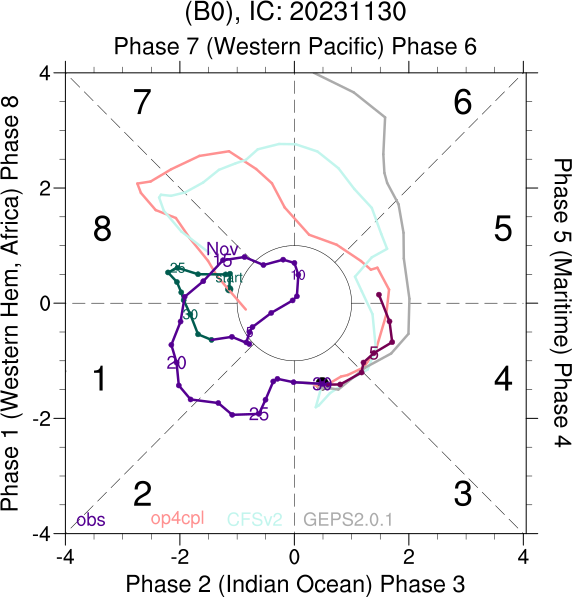 (B0), IC: 20231130
Phase 7 (Western Pacific) Phase 6
4
7
6
8
5
Nov
15
25
start
10
2
0
30
5
5
20
1
4
30
25
-2
2
3
obs
op4cpl
CFSv2
GEPS2.0.1
-4
-4
-2
0
2
4
Phase 2 (Indian Ocean) Phase 3
Phase 1 (Western Hem, Africa) Phase 8
Phase 5 (Maritime) Phase 4